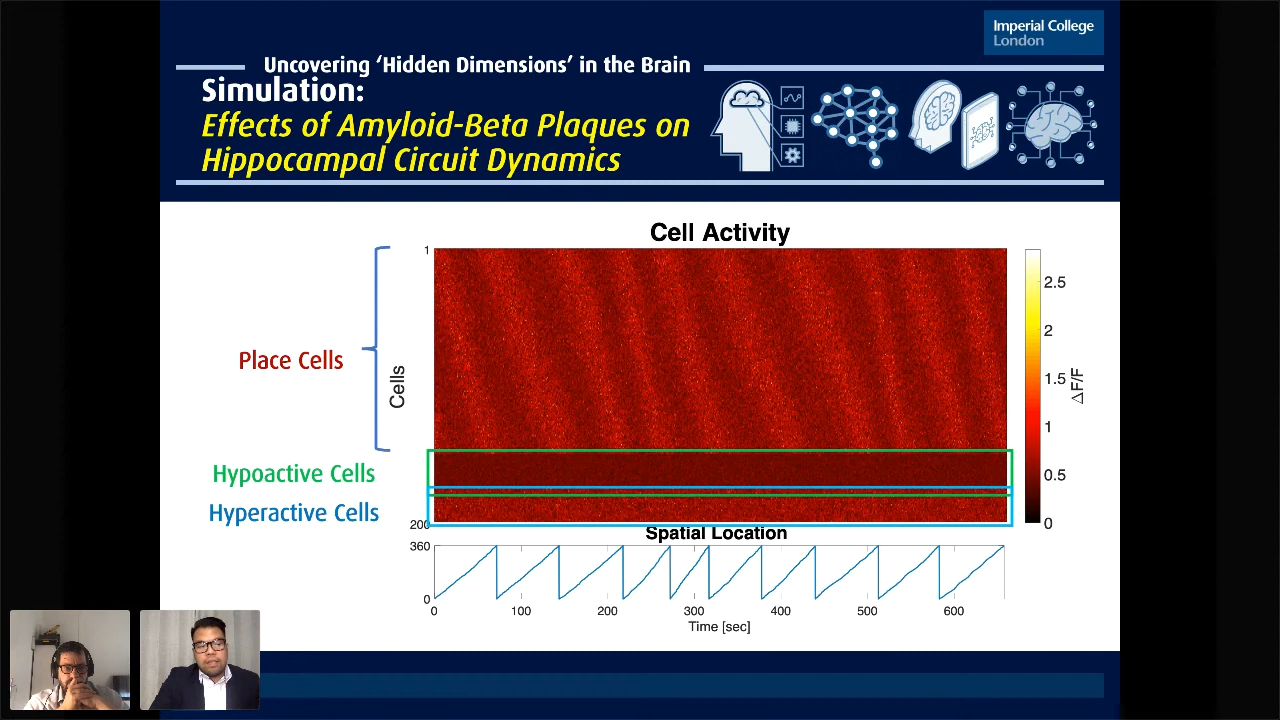 Imperial College
London
Uncovering ‘Hidden Dimensions’ in the Brain
Simulation:
Effects of Amyloid-Beta Plaques on
Hippocampal Circuit Dynamics
Cell Activity
1
Cells
200
Place Cells
Hypoactive Cells
Hyperactive Cells
2.5
2
1.5
1
0.5
0
△F/F
Spatial Location
360
0
0 100 200 300 400 500 600
Time [sec]